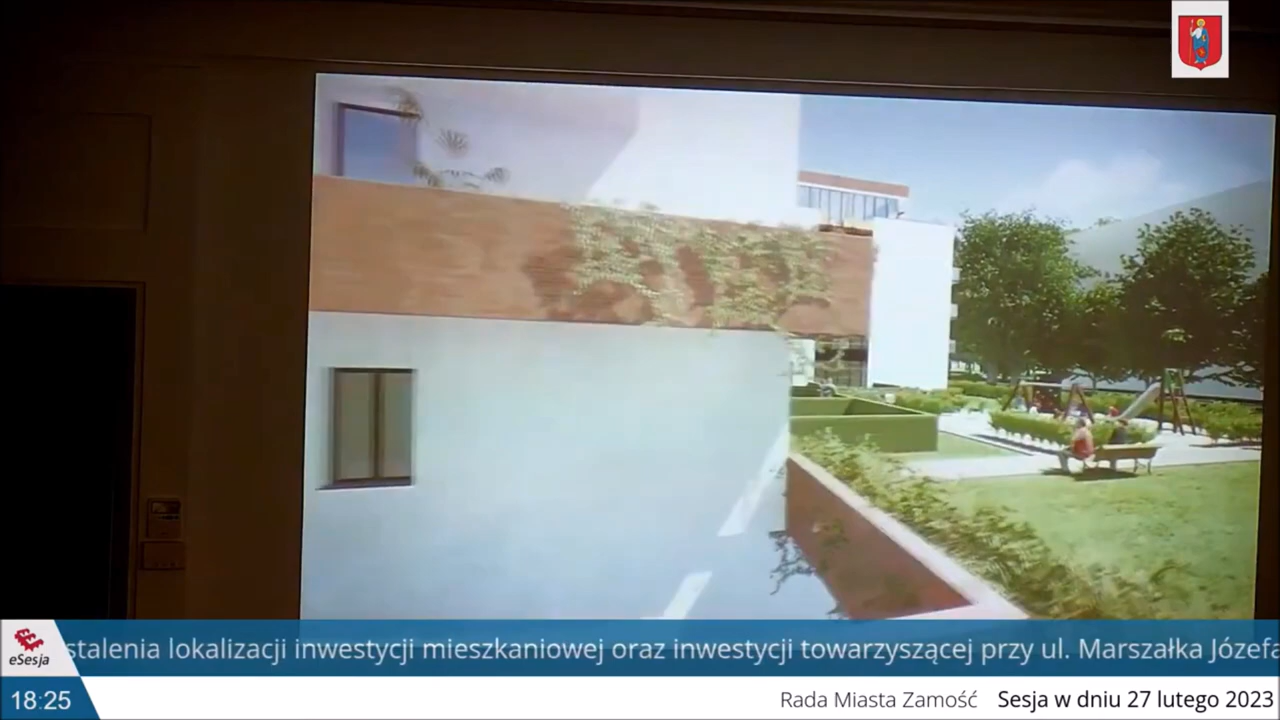 stalenia lokalizacji inwestycji mieszkaniowej oraz inwestycji towarzyszącej przy ul. Marszałka Józefa
eSesja
18:25
Rada Miasta Zamość Sesja w dniu 27 lutego 2023